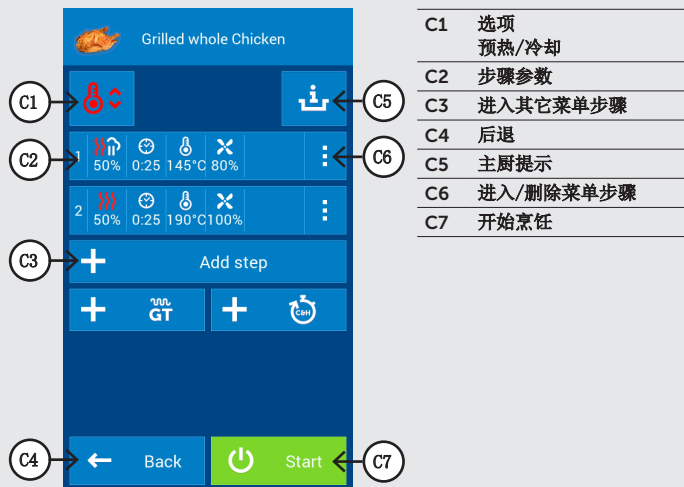 Grilled whole Chicken
C1
C5
C2
1 50% 0:25 145°C 80%
C6
2 50% 0:25 190°C 100%
C3
Add step
GT
C&H
C4
Back
Start
C7
C1 选项
预热/冷却
C2 步骤参数
C3 进入其它菜单步骤
C4 后退
C5 主厨提示
C6 进入/删除菜单步骤
C7 开始烹饪